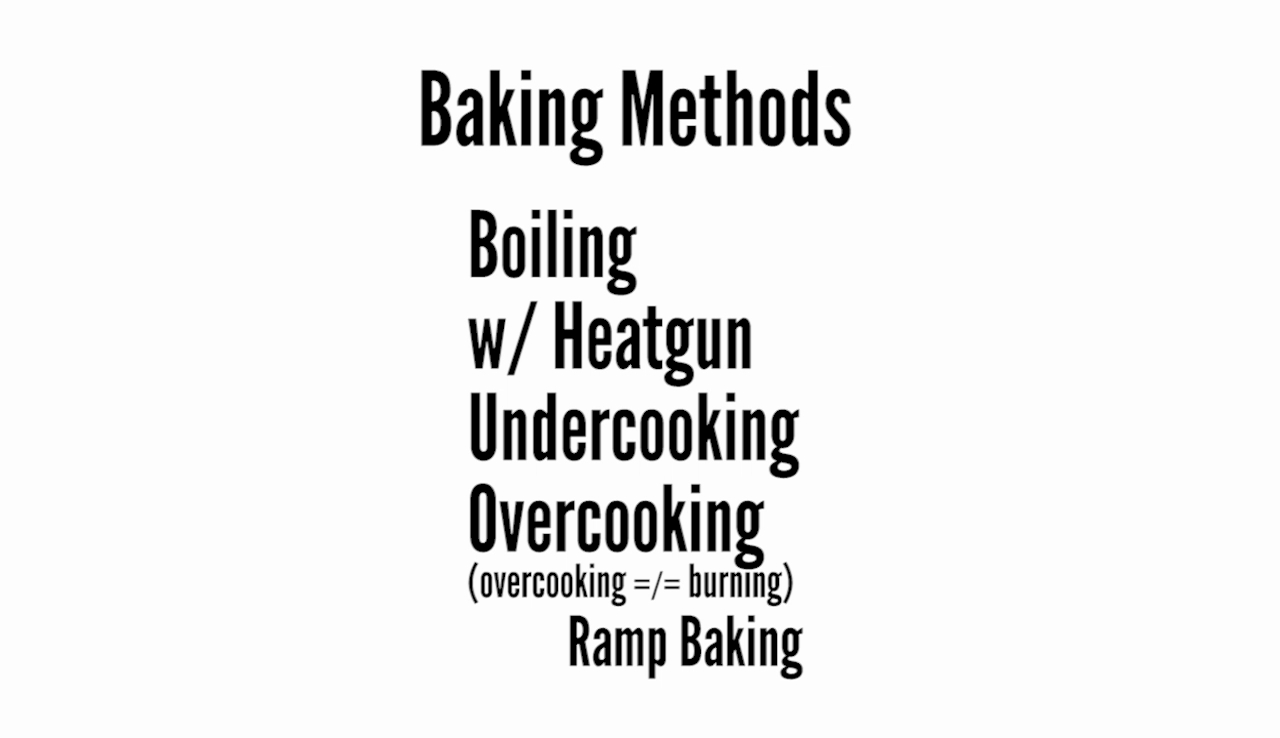 Baking Methods
Boiling
w/ Heatgun
Undercooking
Overcooking
(overcooking =/= burning)
Ramp Baking